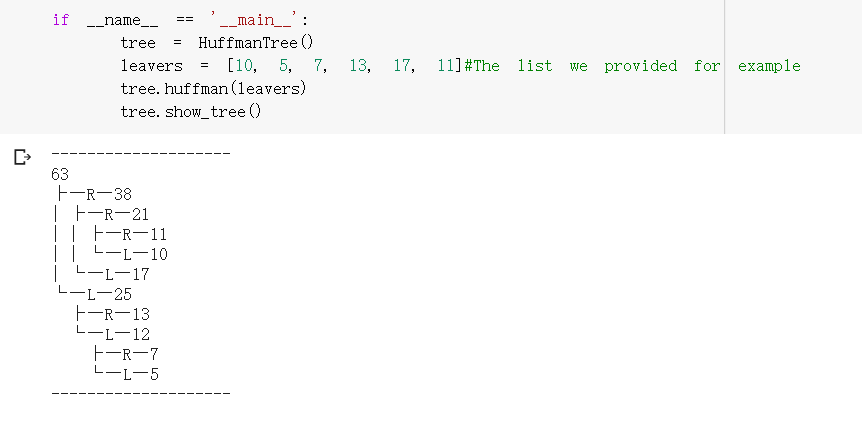 if __name__ == '__main__':
    tree = HuffmanTree()
    leavers = [10, 5, 7, 13, 17, 11]#The list we provided for example
    tree.huffman(leavers)
    tree.show_tree()
--------------------
63
├─R─38
│ ├─R─21
│ │ ├─R─11
│ │ └─L─10
│ └─L─17
└─L─25
  ├─R─13
  └─L─12
    ├─R─7
    └─L─5
--------------------